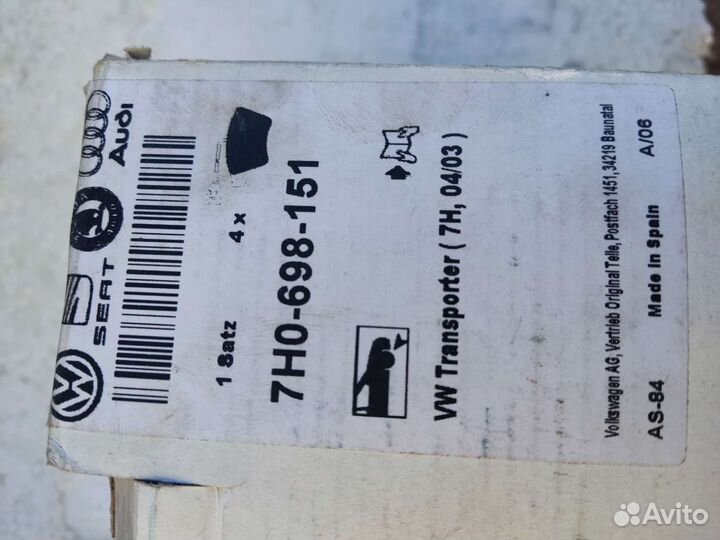 Audi
SEAT
1 Satz
4 x
7H0-698-151
VW Transporter ( 7H, 04/03 )
Volkswagen AG, Vertrieb Original Teile, Postfach 1451,34219 Baunatal
AS-84
Made in Spain
A/06
Avito